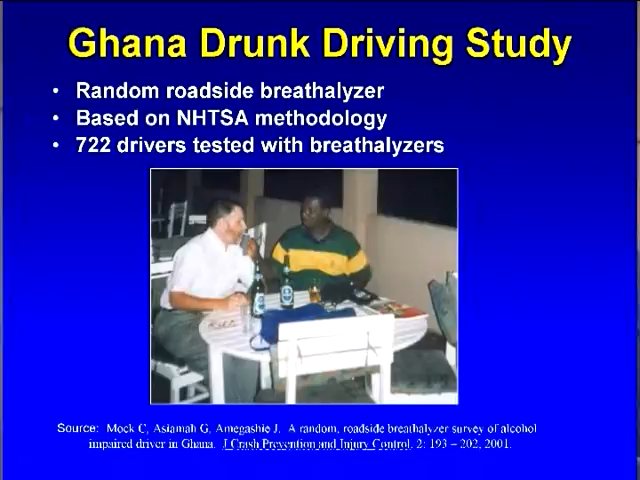 Ghana Drunk Driving Study
• Random roadside breathalyzer
• Based on NHTSA methodology
• 722 drivers tested with breathalyzers
Source: Mock C, Asiamah G, Amegashie J. A random, roadside breathalyzer survey of alcohol
impaired driver in Ghana. J Crash Prevention and Injury Control. 2: 193 – 202, 2001.